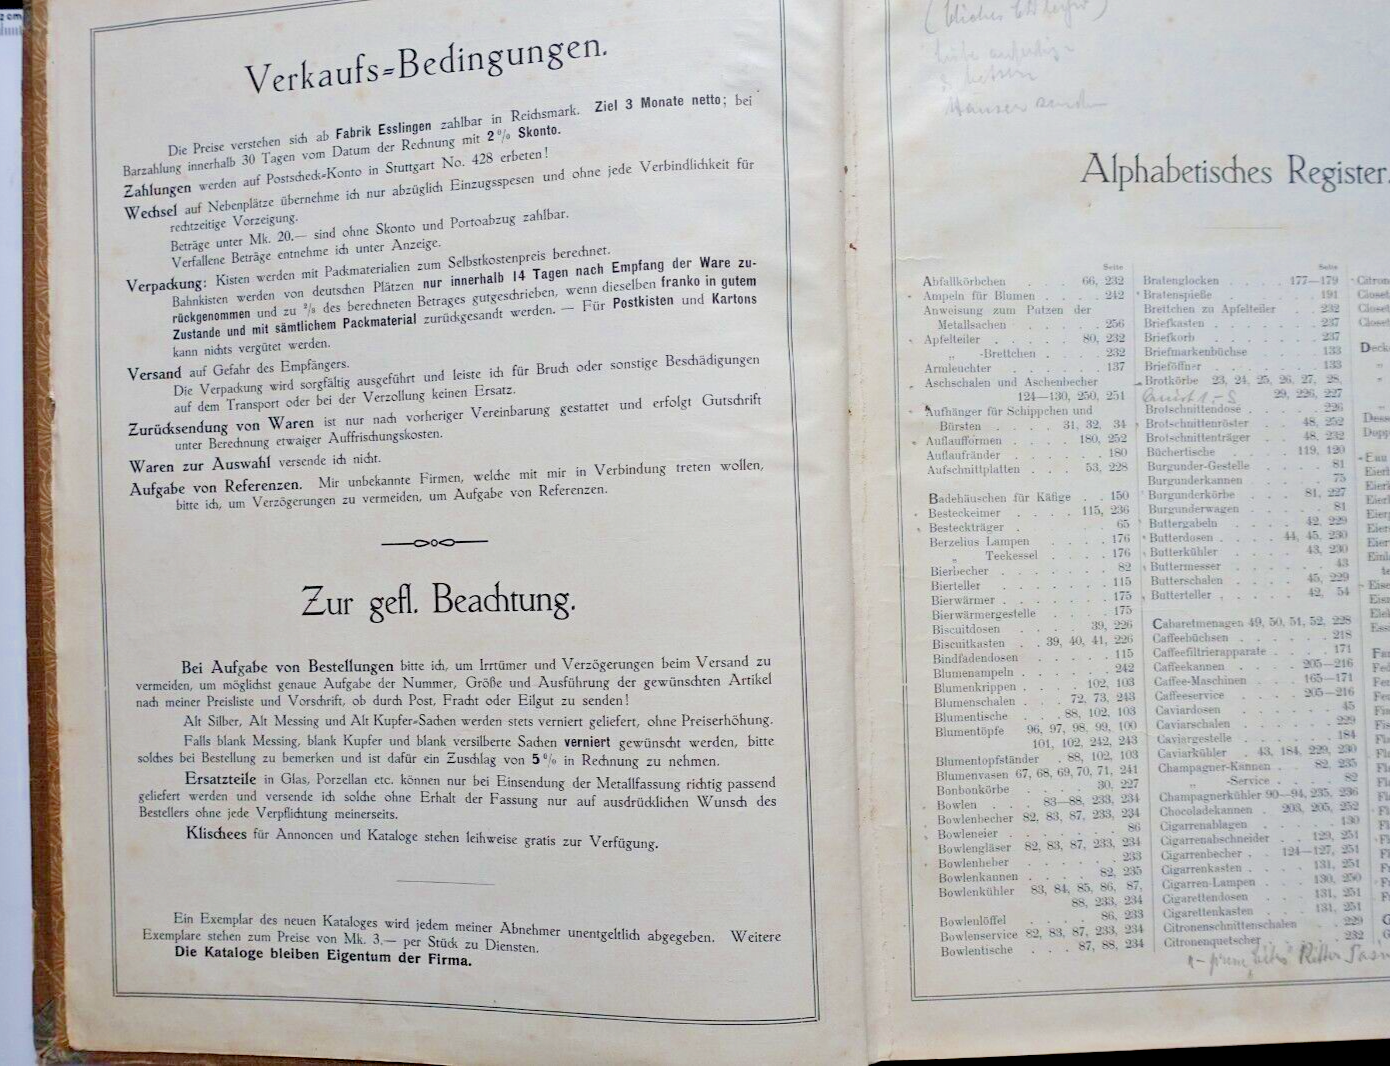 Verkaufs-Bedingungen.
Die Preise verstehen sich ab Fabrik Esslingen zahlbar in Reichsmark. Ziel 3 Monate netto; bei
Barzahlung innerhalb 30 Tagen vom Datum der Rechnung mit 2% Skonto.
Zahlungen werden auf Postscheck-Konto in Stuttgart No. 428 erbeten!
Wechsel auf Nebenplätze übernehme ich nur abzüglich Einzugsspesen und ohne jede Verbindlichkeit für
rechtzeitige Vorzeigung.
Beträge unter Mk. 20.— sind ohne Skonto und Portoabzug zahlbar.
Verfallene Beträge entnehme ich unter Anzeige.
Verpackung: Kisten werden mit Packmaterialien zum Selbstkostenpreis berechnet.
Bahnkisten werden von deutschen Plätzen nur innerhalb 14 Tagen nach Empfang der Ware zu-
rückgenommen und zu des berechneten Betrages gutgeschrieben, wenn dieselben franko in gutem
Zustande und mit sämtlichem Packmaterial zurückgesandt werden. — Für Postkisten und Kartons
kann nichts vergütet werden.
Versand auf Gefahr des Empfängers.
Die Verpackung wird sorgfältig ausgeführt und leiste ich für Bruch oder sonstige Beschädigungen
auf dem Transport oder bei der Verzollung keinen Ersatz.
Zurücksendung von Waren ist nur nach vorheriger Vereinbarung gestattet und erfolgt Gutschrift
unter Berechnung etwaiger Auffrischungskosten.
Waren zur Auswahl versende ich nicht.
Aufgabe von Referenzen. Mir unbekannte Firmen, welche mit mir in Verbindung treten wollen,
bitte ich, um Verzögerungen zu vermeiden, um Aufgabe von Referenzen.
Zur gefl. Beachtung.
Bei Aufgabe von Bestellungen bitte ich, um Irrtümer und Verzögerungen beim Versand zu
vermeiden, um möglichst genaue Aufgabe der Nummer, Größe und Ausführung der gewünschten Artikel
nach meiner Preisliste und Vorschrift, ob durch Post, Fracht oder Eilgut zu senden!
Alt Silber, Alt Messing und Alt Kupfer-Sachen werden stets verniert geliefert, ohne Preiserhöhung.
Falls blank Messing, blank Kupfer und blank versilberte Sachen verniert gewünscht werden, bitte
solches bei Bestellung zu bemerken und ist dafür ein Zuschlag von 5% in Rechnung zu nehmen.
Ersatzteile in Glas, Porzellan etc. können nur bei Einsendung der Metallfassung richtig passend
geliefert werden und versende ich solche ohne Erhalt der Fassung nur auf ausdrücklichen Wunsch des
Bestellers ohne jede Verpflichtung meinerseits.
Klischees für Annoncen und Kataloge stehen leihweise gratis zur Verfügung.
Ein Exemplar des neuen Kataloges wird jedem meiner Abnehmer unentgeltlich abgegeben. Weitere
Exemplare stehen zum Preise von Mk. 3.— per Stück zu Diensten.
Die Kataloge bleiben Eigentum der Firma.
Alphabetisches Register.
Seite
Abfallkörbchen 66, 232
Ampeln für Blumen 242
Anweisung zum Putzen der
Metallsachen 256
Apfelteiler 80, 232
„ -Brettchen 232
Armleuchter 137
Aschschalen und Aschenbecher
124—130, 250, 251
Aufhänger für Schippchen und
Bürsten 31, 32, 34
Auflaufformen 180, 252
Auflaufränder 180
Aufschnittplatten 53, 228
Badehäuschen für Käfige 150
Besteckeimer 115, 236
Besteckträger 65
Berzelius Lampen 176
„ Teekessel 176
Bierbecher 82
Bierteller 115
Bierwärmer 175
Bierwärmergestelle 175
Biscuitdosen 39, 226
Biscuitkasten 39, 40, 41, 226
Bindfadendosen 115
Blumenampeln 242
Blumenkrippen 102, 103
Blumenschalen 72, 73, 243
Blumentische 88, 102, 103
Blumentöpfe 96, 97, 98, 99, 100
101, 102, 242, 243
Blumentopfständer 88, 102, 103
Blumenvasen 67, 68, 69, 70, 71, 241
Bonbonkörbe 30, 227
Bowlen 83—88, 233, 234
Bowlenbecher 82, 83, 87, 233, 234
Bowleneier 86
Bowlengläser 82, 83, 87, 233, 234
Bowlenheber 233
Bowlenkannen 82, 235
Bowlenkühler 83, 84, 85, 86, 87,
88, 233, 234
Bowlenlöffel 86, 233
Bowlenservice 82, 83, 87, 233, 234
Bowlentische 87, 88, 234
Seite
Bratenglocken 177—179
Bratenspieße 191
Brettchen zu Apfelteiler 232
Briefkasten 237
Briefkorb 237
Briefmarkenbüchse 133
Brieföffner 133
Brotkörbe 23, 24, 25, 26, 27, 28,
29, 226, 227
Brotschnittendose 226
Brotschnittenröster 48, 252
Brotschnittenträger 48, 232
Büchertische 119, 120
Burgunder-Gestelle 81
Burgunderkannen 75
Burgunderkörbe 81, 227
Burgunderwagen 81
Buttergabeln 42, 229
Butterdosen 44, 45, 230
Butterkühler 43, 230
Buttermesser 43
Butterschalen 45, 229
Butterteller 42, 54
Cabaretmenagen 49, 50, 51, 52, 228
Caffeebüchsen 218
Caffeefiltrierapparate 171
Caffeekannen 205—216
Caffee-Maschinen 165—171
Caffeeservice 205—216
Caviardosen 45
Caviarschalen 229
Caviargestelle 184
Caviarkühler 43, 184, 229, 230
Champagner-Kannen 82, 235
„ -Service 82
Champagnerkühler 90—94, 235, 236
Chocoladekannen 203, 205, 252
Cigarrenablagen 130
Cigarrenabschneider 129, 251
Cigarrenbecher 124—127, 251
Cigarrenkasten 131, 251
Cigarren-Lampen 130, 250
Cigarettendosen 131, 251
Cigarettenkasten 131, 251
Citronenschnittenschalen 229
Citronenquetscher 232